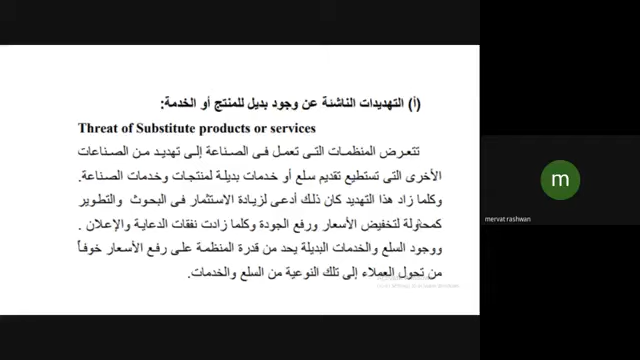 (أ) التهديدات الناشئة عن وجود بديل للمنتج أو الخدمة:
Threat of Substitute products or services
تتعرض المنظمات التى تعمل فى الصناعة إلى تهديد من الصناعات
الأخرى التى تستطيع تقديم سلع أو خدمات بديلة لمنتجات وخدمات الصناعة.
وكلما زاد هذا التهديد كان ذلك أدعى لزيادة الاستثمار فى البحوث والتطوير
كمحاولة لتخفيض الأسعار ورفع الجودة وكلما زادت نفقات الدعاية والإعلان .
ووجود السلع والخدمات البديلة يحد من قدرة المنظمة على رفع الأسعار خوفاً
من تحول العملاء إلى تلك النوعية من السلع والخدمات.
m
mervat rashwan